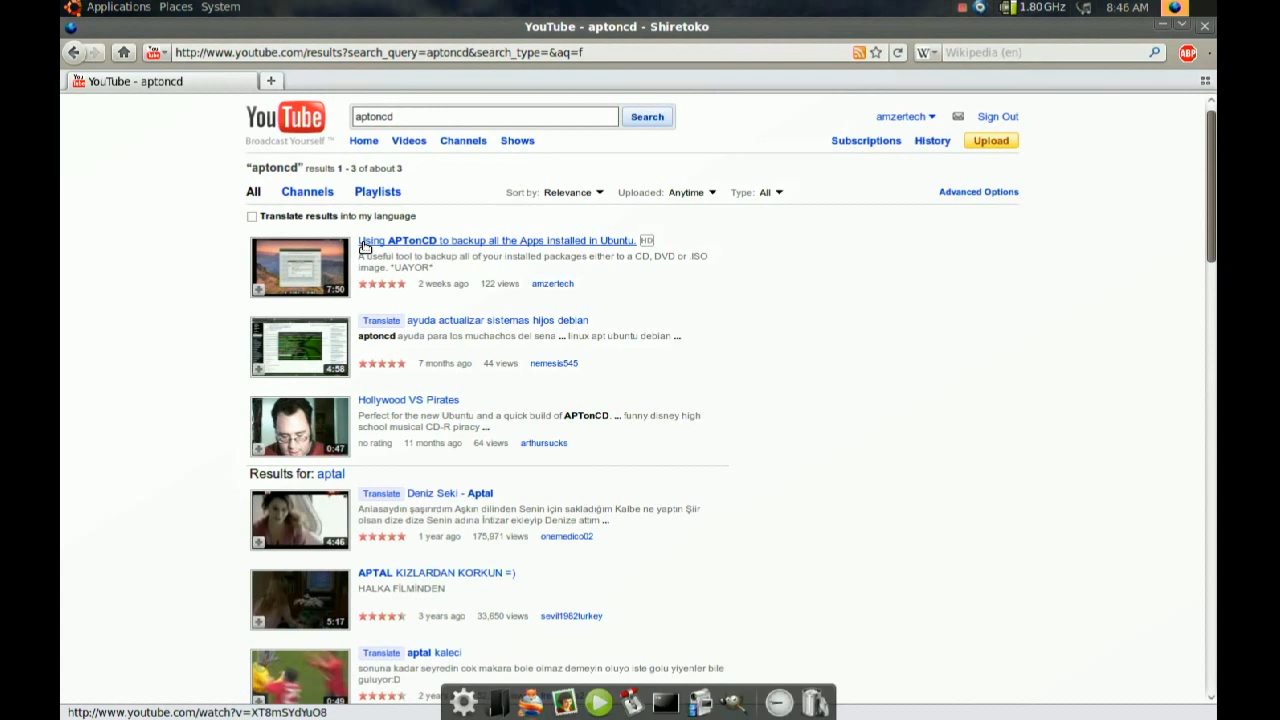 Applications Places System 1.80 GHz 8:46 AM
YouTube - aptoncd - Shiretoko
http://www.youtube.com/results?search_query=aptoncd&search_type=&aq=f W Wikipedia (en) ABP
YouTube - aptoncd
YouTube aptoncd Search amzertech Sign Out
Broadcast Yourself ™ Home Videos Channels Shows Subscriptions History Upload
“aptoncd” results 1 - 3 of about 3
All Channels Playlists Sort by: Relevance Uploaded: Anytime Type: All Advanced Options
Translate results into my language
Using APTonCD to backup all the Apps installed in Ubuntu. HD
A useful tool to backup all of your installed packages either to a CD, DVD or .ISO
image. *UAYOR*
7:50 2 weeks ago 122 views amzertech
Translate ayuda actualizar sistemas hijos debian
aptoncd ayuda para los muchachos del sena ... linux apt ubuntu debian ...
4:58 7 months ago 44 views nemesis545
Hollywood VS Pirates
Perfect for the new Ubuntu and a quick build of APTonCD. ... funny disney high
school musical CD-R piracy ...
0:47 no rating 11 months ago 64 views arthursucks
Results for: aptal
Translate Deniz Seki - Aptal
Anlasaydın şaşırırdım Aşkın dilinden Senin için sakladığım Kalbe ne yaptın Şiir
olsan dize dize Senin adına İntizar ekleyip Denize attım ...
4:46 1 year ago 175,971 views onemedico02
APTAL KIZLARDAN KORKUN =)
HALKA FİLMİNDEN
5:17 3 years ago 33,650 views sevil1982turkey
Translate aptal kaleci
sonuna kadar seyredin cok makara bole olmaz demeyin oluyo iste golu yiyenler bile
guluyor:D
0:49
http://www.youtube.com/watch?v=XT8mSYdYuO8